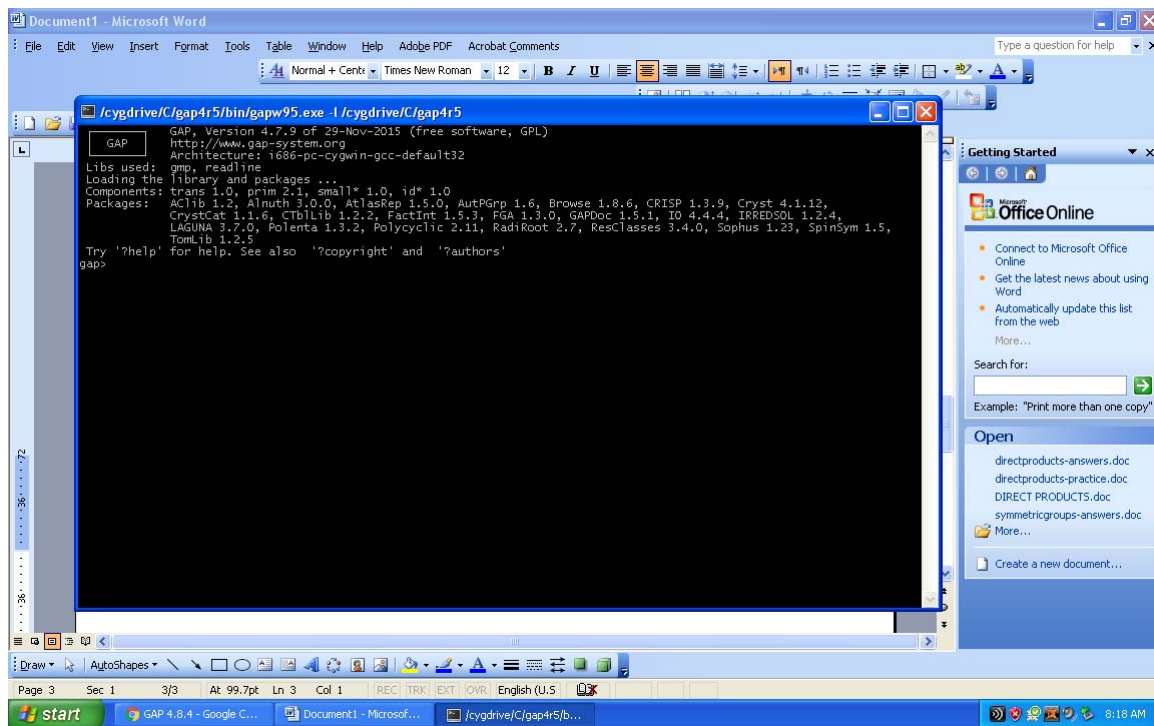 Document1 - Microsoft Word
File Edit View Insert Format Tools Table Window Help Adobe PDF Acrobat Comments
Type a question for help
Normal + Cente Times New Roman 12 B I U
/cygdrive/C/gap4r5/bin/gapw95.exe -l /cygdrive/C/gap4r5
GAP
GAP, Version 4.7.9 of 29-Nov-2015 (free software, GPL)
http://www.gap-system.org
Architecture: i686-pc-cygwin-gcc-default32
Libs used: gmp, readline
Loading the library and packages ...
Components: trans 1.0, prim 2.1, small* 1.0, id* 1.0
Packages: AClib 1.2, Alnuth 3.0.0, AtlasRep 1.5.0, AutPGrp 1.6, Browse 1.8.6, CRISP 1.3.9, Cryst 4.1.12,
CrystCat 1.1.6, CTblLib 1.2.2, FactInt 1.5.3, FGA 1.3.0, GAPDoc 1.5.1, IO 4.4.4, IRREDSOL 1.2.4,
LAGUNA 3.7.0, Polenta 1.3.2, Polycyclic 2.11, RadiRoot 2.7, ResClasses 3.4.0, Sophus 1.23, SpinSym 1.5,
TomLib 1.2.5
Try '?help' for help. See also '?copyright' and '?authors'
gap>
Getting Started
Microsoft
Office Online
Connect to Microsoft Office
Online
Get the latest news about using
Word
Automatically update this list
from the web
More...
Search for:
Example: "Print more than one copy"
Open
directproducts-answers.doc
directproducts-practice.doc
DIRECT PRODUCTS.doc
symmetricgroups-answers.doc
More...
Create a new document...
72
36
36
Draw AutoShapes
Page 3 Sec 1 3/3 At 99.7pt Ln 3 Col 1 REC TRK EXT OVR English (U.S
start GAP 4.8.4 - Google C... Document1 - Microsof... /cygdrive/C/gap4r5/b... 8:18 AM